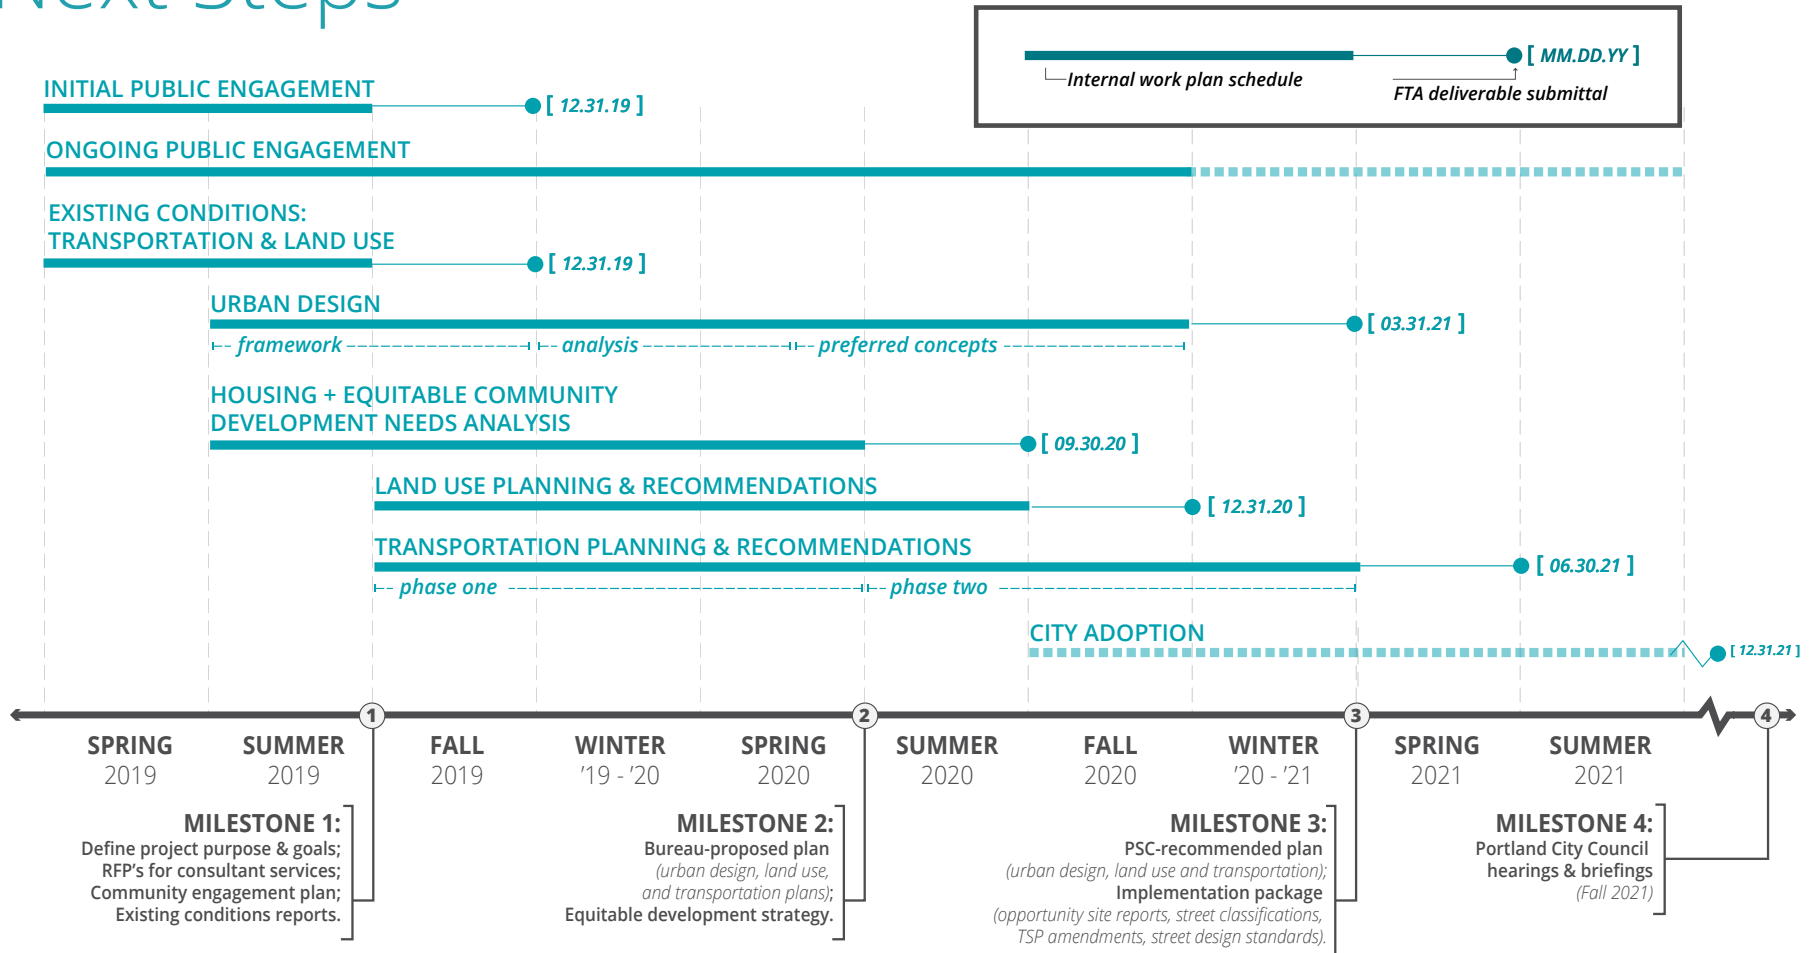 Next Steps
[ MM.DD.YY ]
Internal work plan schedule
FTA deliverable submittal
INITIAL PUBLIC ENGAGEMENT
[ 12.31.19 ]
ONGOING PUBLIC ENGAGEMENT
EXISTING CONDITIONS:
TRANSPORTATION & LAND USE
[ 12.31.19 ]
URBAN DESIGN
[ 03.31.21 ]
framework
analysis
preferred concepts
HOUSING + EQUITABLE COMMUNITY
DEVELOPMENT NEEDS ANALYSIS
[ 09.30.20 ]
LAND USE PLANNING & RECOMMENDATIONS
[ 12.31.20 ]
TRANSPORTATION PLANNING & RECOMMENDATIONS
[ 06.30.21 ]
phase one
phase two
CITY ADOPTION
[ 12.31.21 ]
1
2
3
4
SPRING
2019
SUMMER
2019
FALL
2019
WINTER
'19 - '20
SPRING
2020
SUMMER
2020
FALL
2020
WINTER
'20 - '21
SPRING
2021
SUMMER
2021
MILESTONE 1:
Define project purpose & goals;
RFP's for consultant services;
Community engagement plan;
Existing conditions reports.
MILESTONE 2:
Bureau-proposed plan
(urban design, land use,
and transportation plans);
Equitable development strategy.
MILESTONE 3:
PSC-recommended plan
(urban design, land use and transportation);
Implementation package
(opportunity site reports, street classifications,
TSP amendments, street design standards).
MILESTONE 4:
Portland City Council
hearings & briefings
(Fall 2021)